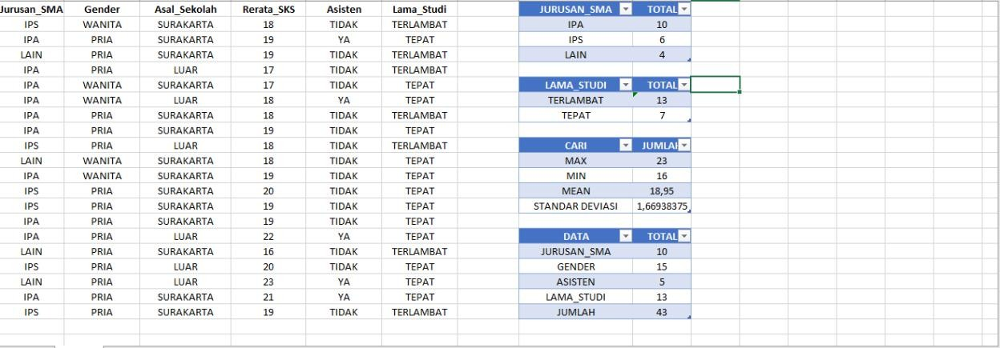 Jurusan_SMA Gender Asal_Sekolah Rerata_SKS Asisten Lama_Studi
IPS WANITA SURAKARTA 18 TIDAK TERLAMBAT
IPA PRIA SURAKARTA 19 YA TEPAT
LAIN PRIA SURAKARTA 19 TIDAK TERLAMBAT
IPA PRIA LUAR 17 TIDAK TERLAMBAT
IPA WANITA SURAKARTA 17 TIDAK TEPAT
IPA WANITA LUAR 18 YA TEPAT
IPA PRIA SURAKARTA 18 TIDAK TERLAMBAT
IPA PRIA SURAKARTA 19 TIDAK TEPAT
IPS PRIA LUAR 18 TIDAK TERLAMBAT
LAIN WANITA SURAKARTA 18 TIDAK TEPAT
IPA WANITA SURAKARTA 19 TIDAK TEPAT
IPS PRIA SURAKARTA 20 TIDAK TEPAT
IPS PRIA SURAKARTA 19 TIDAK TEPAT
IPA PRIA SURAKARTA 19 TIDAK TEPAT
IPA PRIA LUAR 22 YA TEPAT
LAIN PRIA SURAKARTA 16 TIDAK TERLAMBAT
IPS PRIA LUAR 20 TIDAK TEPAT
LAIN PRIA LUAR 23 YA TEPAT
IPA PRIA SURAKARTA 21 YA TEPAT
IPS PRIA SURAKARTA 19 TIDAK TERLAMBAT
JURUSAN_SMA TOTAL
IPA 10
IPS 6
LAIN 4
LAMA_STUDI TOTAL
TERLAMBAT 13
TEPAT 7
CARI JUMLAH
MAX 23
MIN 16
MEAN 18,95
STANDAR DEVIASI 1,66938375
DATA TOTAL
JURUSAN_SMA 10
GENDER 15
ASISTEN 5
LAMA_STUDI 13
JUMLAH 43